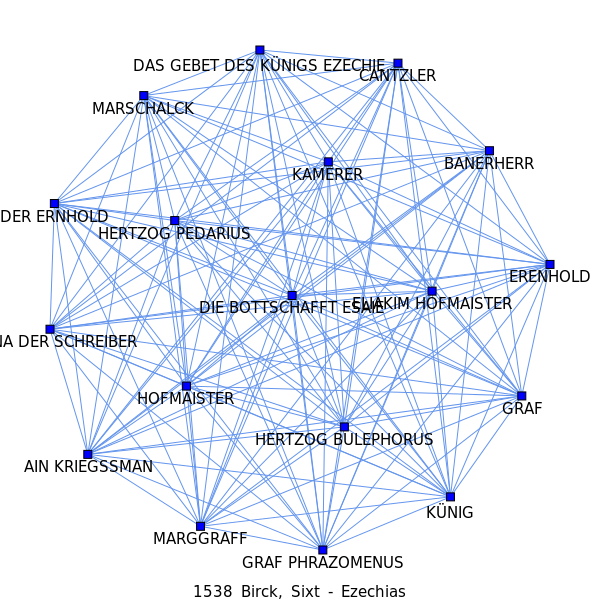 DAS GEBET DES KÜNIGS EZECHIE
CANTZLER
MARSCHALCK
BANERHERR
KAMERER
DER ERNHOLD
HERTZOG PEDARIUS
ERENHOLD
DIE BOTTSCHAFFT ESAIE
ELIAKIM HOFMAISTER
NA DER SCHREIBER
HOFMAISTER
GRAF
HERTZOG BULEPHORUS
AIN KRIEGSSMAN
KÜNIG
MARGGRAFF
GRAF PHRAZOMENUS
1538 Birck, Sixt - Ezechias